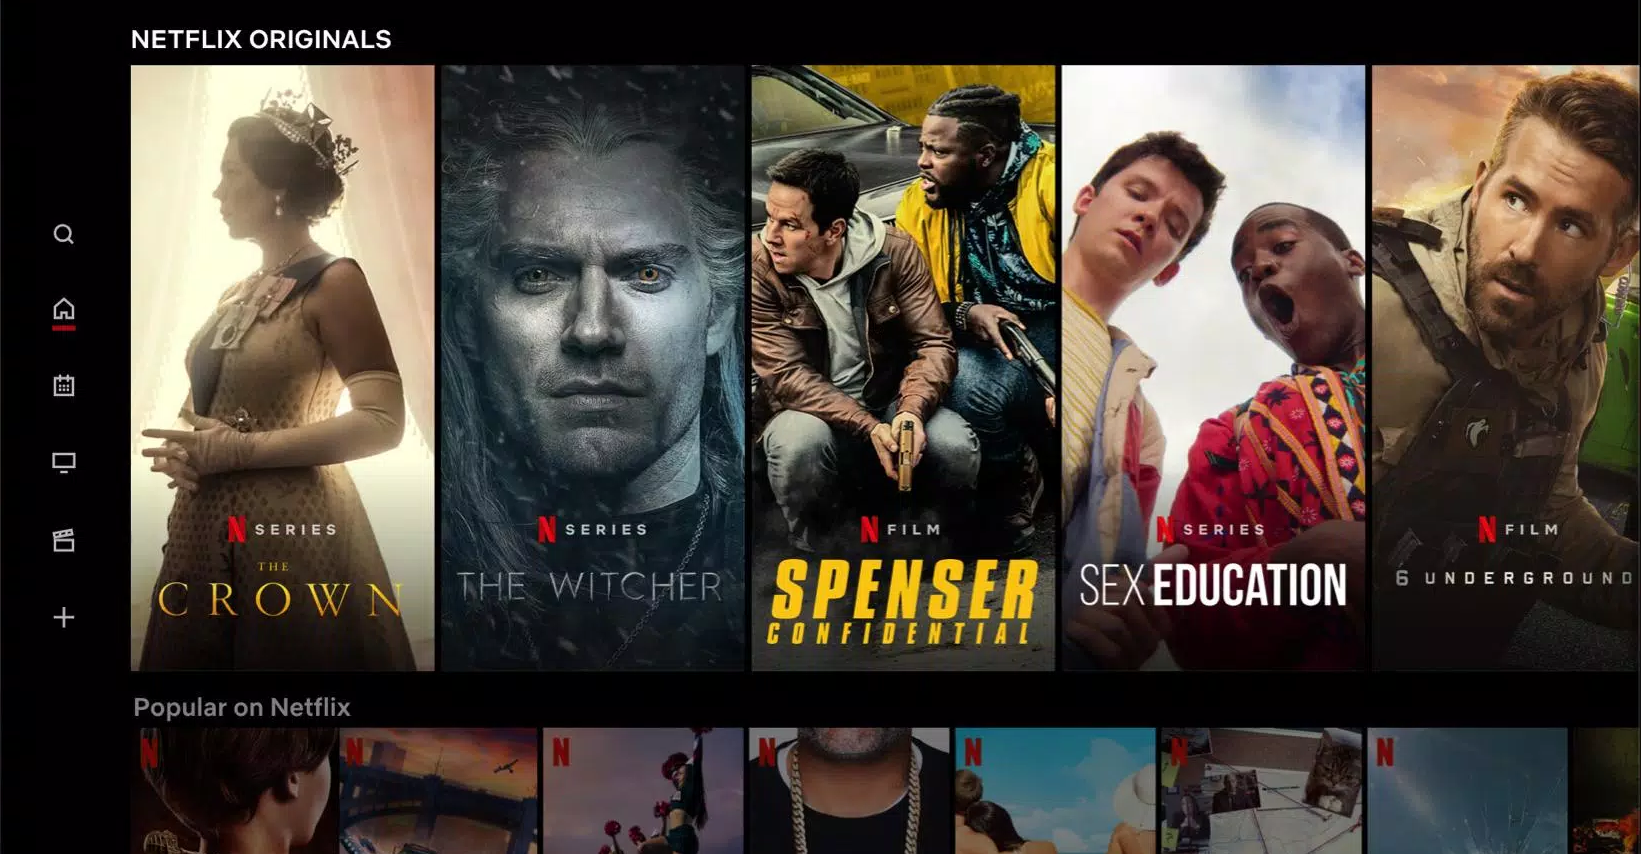 NETFLIX ORIGINALS
N SERIES
THE
CROWN
N SERIES
THE WITCHER
N FILM
SPENSER
CONFIDENTIAL
N SERIES
SEX EDUCATION
N FILM
6 UNDERGROUND
Popular on Netflix
N
N
N
N
N
N
N